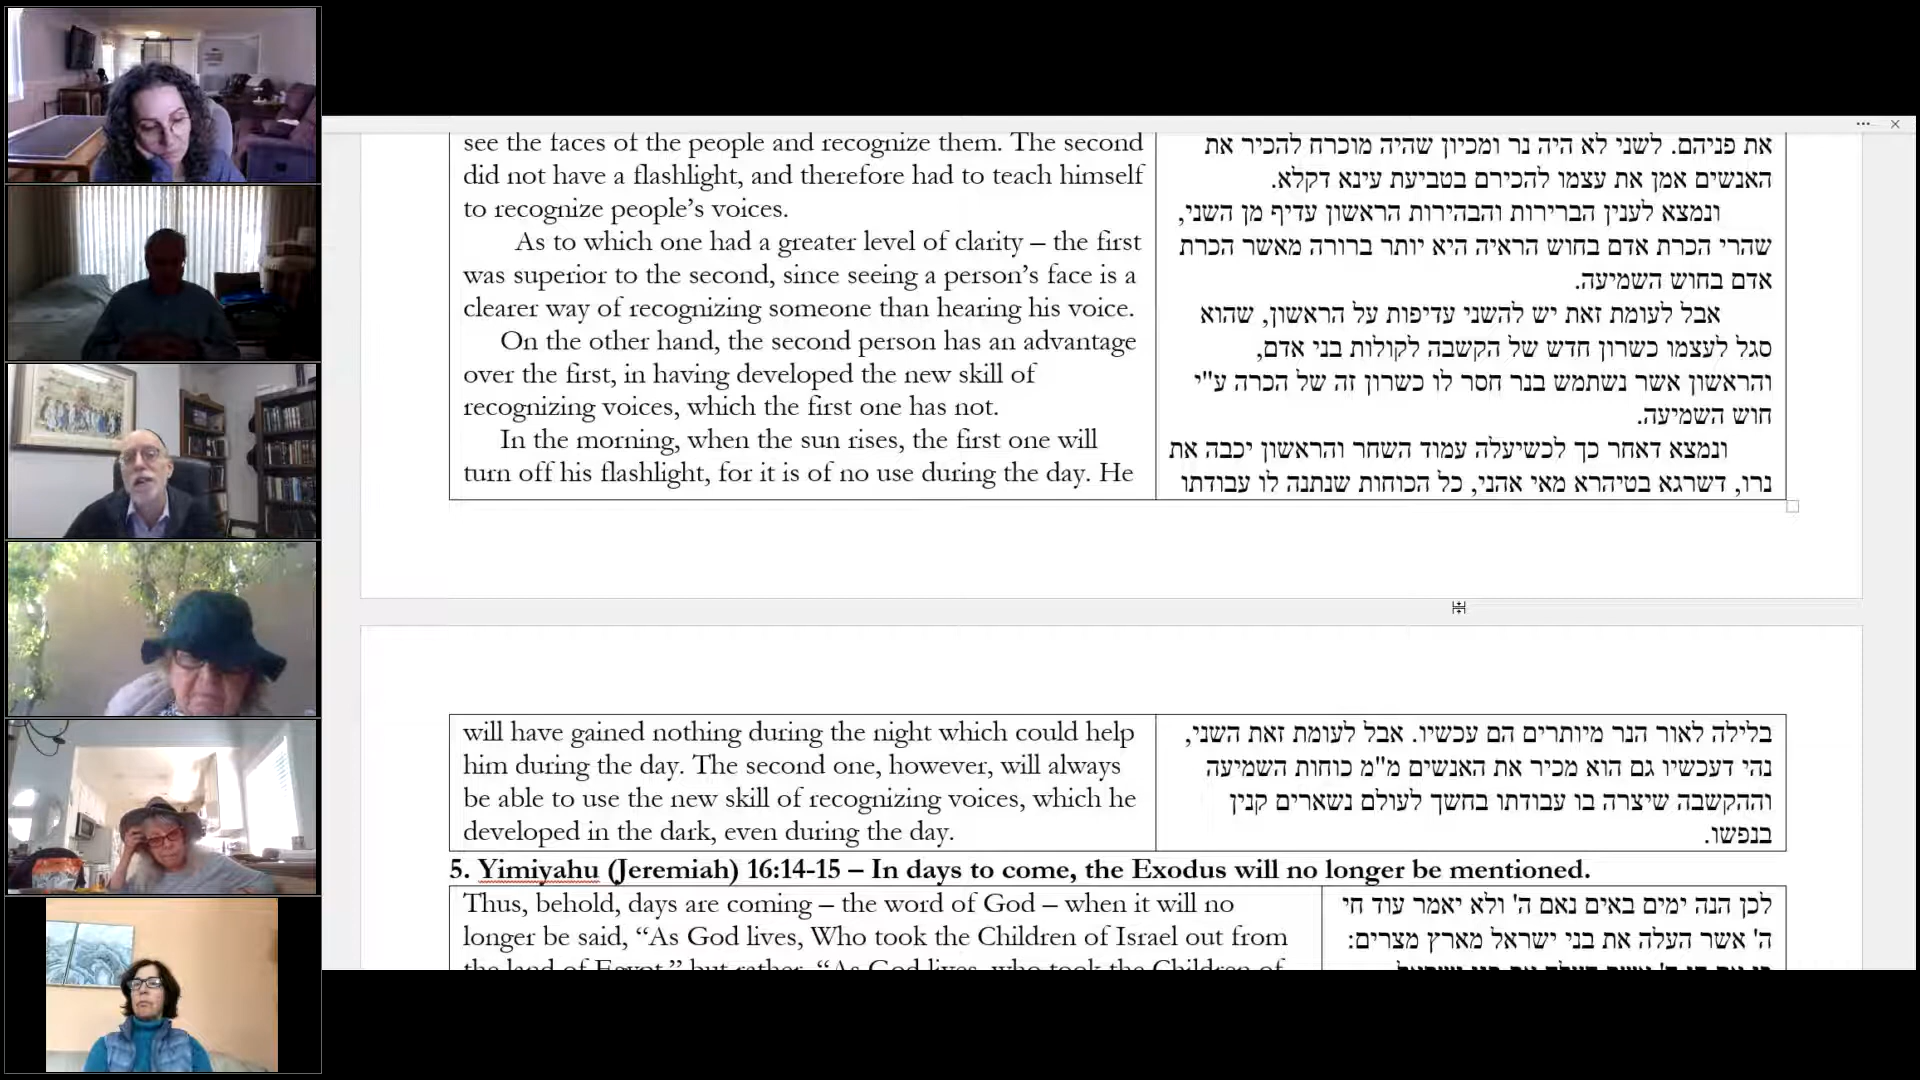 see the faces of the people and recognize them. The second
did not have a flashlight, and therefore had to teach himself
to recognize people’s voices.
As to which one had a greater level of clarity – the first
was superior to the second, since seeing a person’s face is a
clearer way of recognizing someone than hearing his voice.
On the other hand, the second person has an advantage
over the first, in having developed the new skill of
recognizing voices, which the first one has not.
In the morning, when the sun rises, the first one will
turn off his flashlight, for it is of no use during the day. He
את פניהם. לשני לא היה נר ומכיון שהיה מוכרח להכיר את
האנשים אמן את עצמו להכירם בטביעת עינא דקלא.
ונמצא לענין הברירות והבהירות הראשון עדיף מן השני,
שהרי הכרת אדם בחוש הראיה היא יותר ברורה מאשר הכרת
אדם בחוש השמיעה.
אבל לעומת זאת יש להשני עדיפות על הראשון, שהוא
סגל לעצמו כשרון חדש של הקשבה לקולות בני אדם,
והראשון אשר נשתמש בנר חסר לו כשרון זה של הכרה ע"י
חוש השמיעה.
ונמצא דאחר כך לכשיעלה עמוד השחר והראשון יכבה את
נרו, דשרגא בטיהרא מאי אהני, כל הכוחות שנתנה לו עבודתו
will have gained nothing during the night which could help
him during the day. The second one, however, will always
be able to use the new skill of recognizing voices, which he
developed in the dark, even during the day.
בלילה לאור הנר מיותרים הם עכשיו. אבל לעומת זאת השני,
נהי דעכשיו גם הוא מכיר את האנשים מ"מ כוחות השמיעה
וההקשבה שיצרה בו עבודתו בחשך לעולם נשארים קנין
בנפשו.
5. Yimiyahu (Jeremiah) 16:14-15 – In days to come, the Exodus will no longer be mentioned.
Thus, behold, days are coming – the word of God – when it will no
longer be said, “As God lives, Who took the Children of Israel out from
the land of Egypt,” but rather, “As God lives, who took the Children of
לכן הנה ימים באים נאם ה' ולא יאמר עוד חי
ה' אשר העלה את בני ישראל מארץ מצרים: